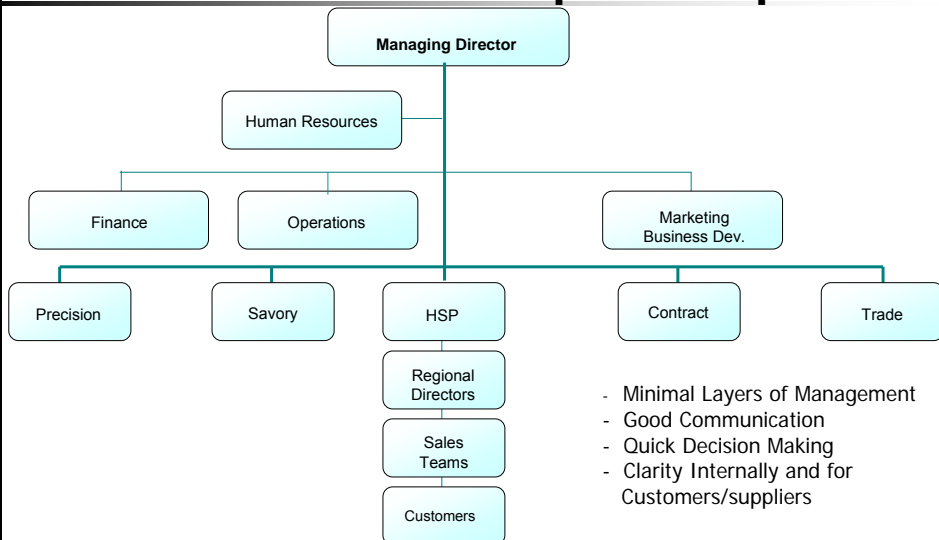 Managing Director
Human Resources
Finance
Operations
Marketing
Business Dev.
Precision
Savory
HSP
Contract
Trade
Regional
Directors
Sales
Teams
Customers
- Minimal Layers of Management
- Good Communication
- Quick Decision Making
- Clarity Internally and for
Customers/suppliers